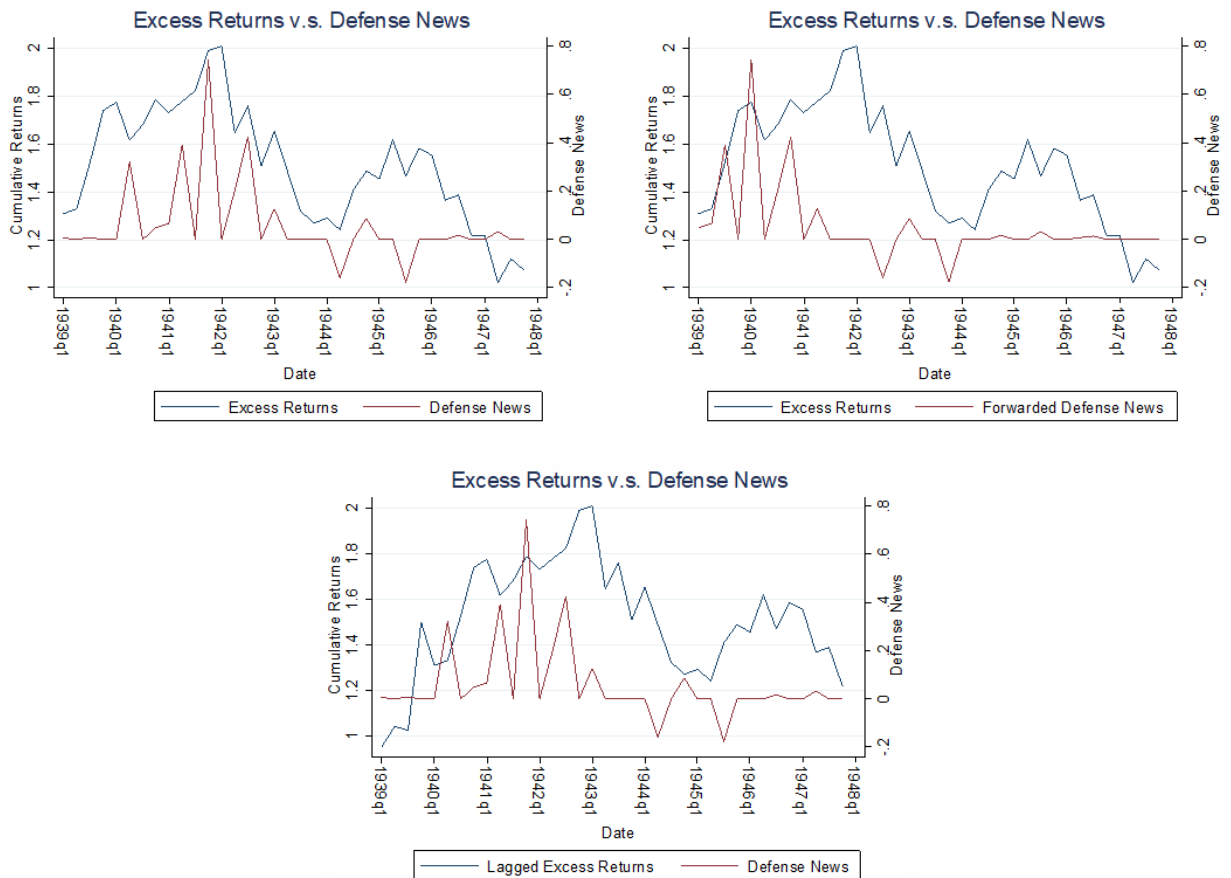 Excess Returns v.s. Defense News
Cumulative Returns
1 1.2 1.4 1.6 1.8 2
-.2 0 .2 .4 .6 .8
Defense News
1939q1 1940q1 1941q1 1942q1 1943q1 1944q1 1945q1 1946q1 1947q1 1948q1
Date
Excess Returns Defense News
Excess Returns v.s. Defense News
Cumulative Returns
1 1.2 1.4 1.6 1.8 2
-.2 0 .2 .4 .6 .8
Defense News
1939q1 1940q1 1941q1 1942q1 1943q1 1944q1 1945q1 1946q1 1947q1 1948q1
Date
Excess Returns Forwarded Defense News
Excess Returns v.s. Defense News
Cumulative Returns
1 1.2 1.4 1.6 1.8 2
-.2 0 .2 .4 .6 .8
Defense News
1939q1 1940q1 1941q1 1942q1 1943q1 1944q1 1945q1 1946q1 1947q1 1948q1
Date
Lagged Excess Returns Defense News